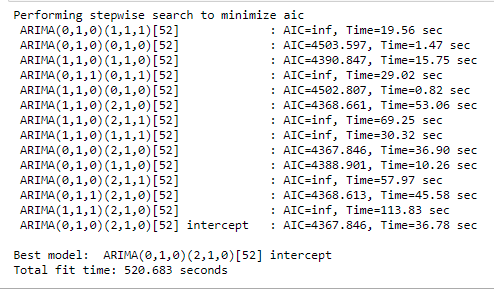 Performing stepwise search to minimize aic
ARIMA(0,1,0)(1,1,1)[52] : AIC=inf, Time=19.56 sec
ARIMA(0,1,0)(0,1,0)[52] : AIC=4503.597, Time=1.47 sec
ARIMA(1,1,0)(1,1,0)[52] : AIC=4390.847, Time=15.75 sec
ARIMA(0,1,1)(0,1,1)[52] : AIC=inf, Time=29.02 sec
ARIMA(1,1,0)(0,1,0)[52] : AIC=4502.807, Time=0.82 sec
ARIMA(1,1,0)(2,1,0)[52] : AIC=4368.661, Time=53.06 sec
ARIMA(1,1,0)(2,1,1)[52] : AIC=inf, Time=69.25 sec
ARIMA(1,1,0)(1,1,1)[52] : AIC=inf, Time=30.32 sec
ARIMA(0,1,0)(2,1,0)[52] : AIC=4367.846, Time=36.90 sec
ARIMA(0,1,0)(1,1,0)[52] : AIC=4388.901, Time=10.26 sec
ARIMA(0,1,0)(2,1,1)[52] : AIC=inf, Time=57.97 sec
ARIMA(0,1,1)(2,1,0)[52] : AIC=4368.613, Time=45.58 sec
ARIMA(1,1,1)(2,1,0)[52] : AIC=inf, Time=113.83 sec
ARIMA(0,1,0)(2,1,0)[52] intercept : AIC=4367.846, Time=36.78 sec
Best model: ARIMA(0,1,0)(2,1,0)[52] intercept
Total fit time: 520.683 seconds